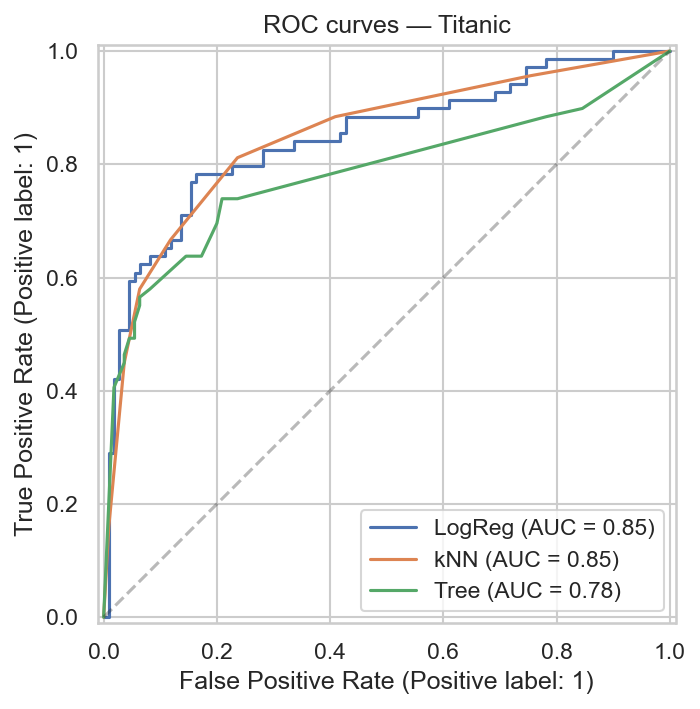 ROC curves — Titanic
True Positive Rate (Positive label: 1)
1.0
0.8
0.6
0.4
0.2
0.0
LogReg (AUC = 0.85)
kNN (AUC = 0.85)
Tree (AUC = 0.78)
0.0 0.2 0.4 0.6 0.8 1.0
False Positive Rate (Positive label: 1)